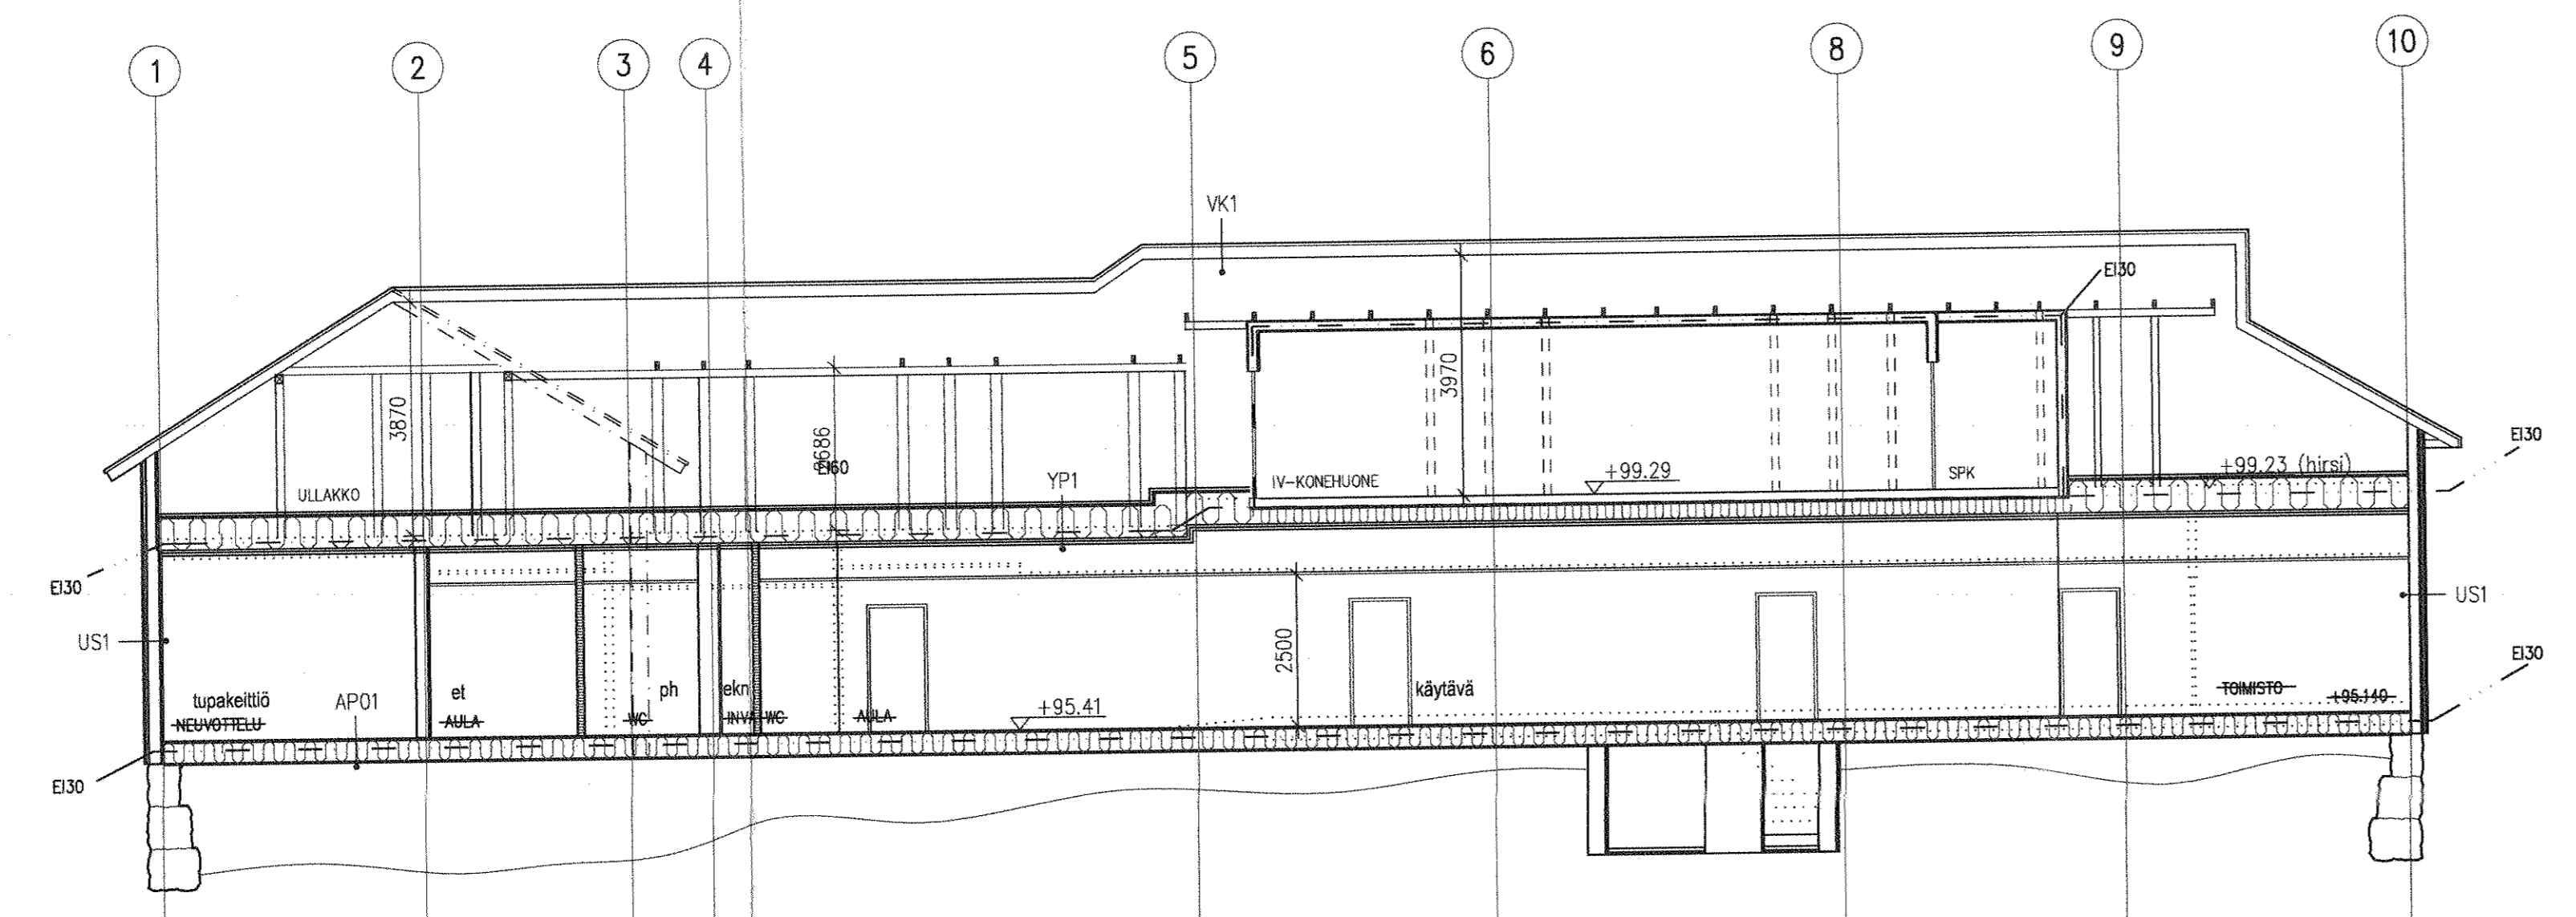 1
2
3
4
5
6
8
9
10
VK1
EI30
3970
3870
EI60
ULLAKKO
YP1
IV-KONEHUONE
+99.29
SPK
+99.23 (hirsi)
EI30
EI30
US1
US1
2500
tupakeittiö
NEUVOTTELU
AP01
et
AULA
ph
WC
ekn
INVA WC
AULA
+95.41
käytävä
TOIMISTO
+95.140
EI30
EI30